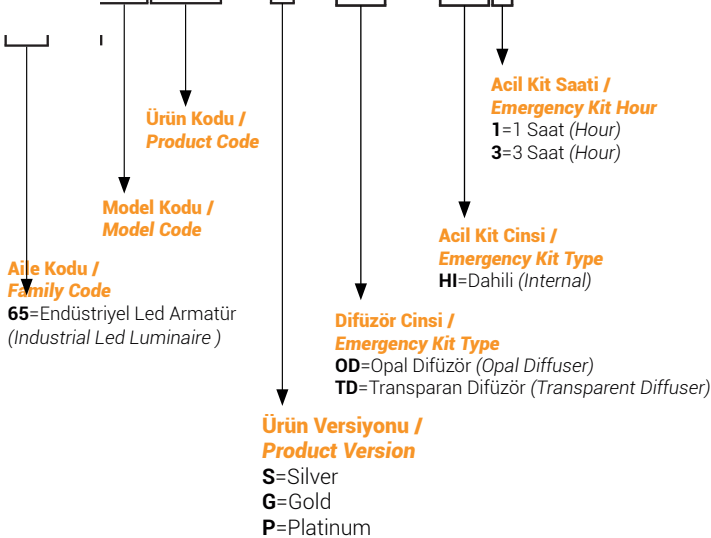 Acil Kit Saati /
Emergency Kit Hour
1=1 Saat (Hour)
3=3 Saat (Hour)
Ürün Kodu /
Product Code
Model Kodu /
Model Code
Acil Kit Cinsi /
Emergency Kit Type
HI=Dahili (Internal)
Aile Kodu /
Family Code
65=Endüstriyel Led Armatür
(Industrial Led Luminaire )
Difüzör Cinsi /
Emergency Kit Type
OD=Opal Difüzör (Opal Diffuser)
TD=Transparan Difüzör (Transparent Diffuser)
Ürün Versiyonu /
Product Version
S=Silver
G=Gold
P=Platinum